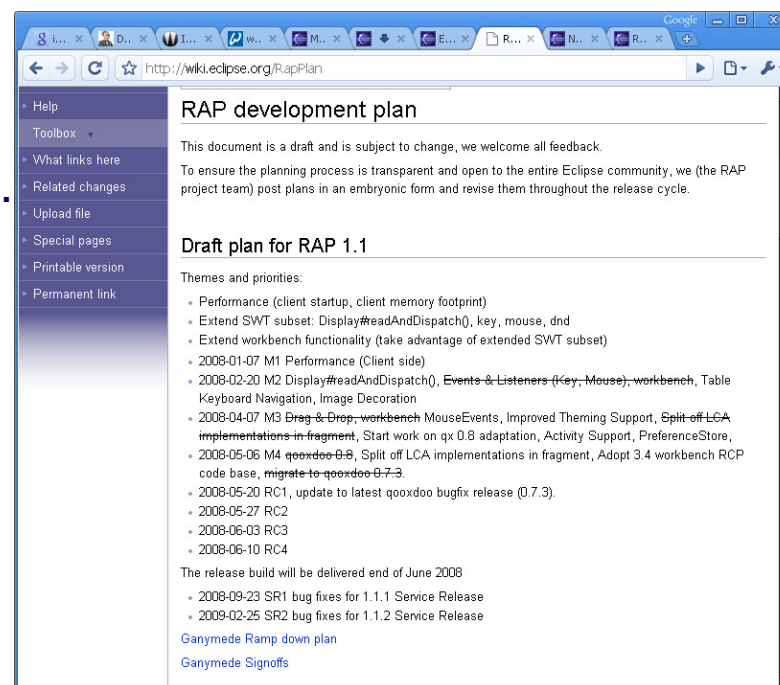 Google
i... D... I... w... M... E... R... N... R...
http://wiki.eclipse.org/RapPlan
Help
Toolbox
What links here
Related changes
Upload file
Special pages
Printable version
Permanent link
RAP development plan
This document is a draft and is subject to change, we welcome all feedback.
To ensure the planning process is transparent and open to the entire Eclipse community, we (the RAP
project team) post plans in an embryonic form and revise them throughout the release cycle.
Draft plan for RAP 1.1
Themes and priorities:
Performance (client startup, client memory footprint)
Extend SWT subset: Display#readAndDispatch(), key, mouse, dnd
Extend workbench functionality (take advantage of extended SWT subset)
2008-01-07 M1 Performance (Client side)
2008-02-20 M2 Display#readAndDispatch(), Events & Listeners (Key, Mouse), workbench, Table
Keyboard Navigation, Image Decoration
2008-04-07 M3 Drag & Drop, workbench MouseEvents, Improved Theming Support, Split off LCA
implementations in fragment, Start work on qx 0.8 adaptation, Activity Support, PreferenceStore,
2008-05-06 M4 qooxdoo 0.8, Split off LCA implementations in fragment, Adopt 3.4 workbench RCP
code base, migrate to qooxdoo 0.7.3.
2008-05-20 RC1, update to latest qooxdoo bugfix release (0.7.3).
2008-05-27 RC2
2008-06-03 RC3
2008-06-10 RC4
The release build will be delivered end of June 2008
2008-09-23 SR1 bug fixes for 1.1.1 Service Release
2009-02-25 SR2 bug fixes for 1.1.2 Service Release
Ganymede Ramp down plan
Ganymede Signoffs